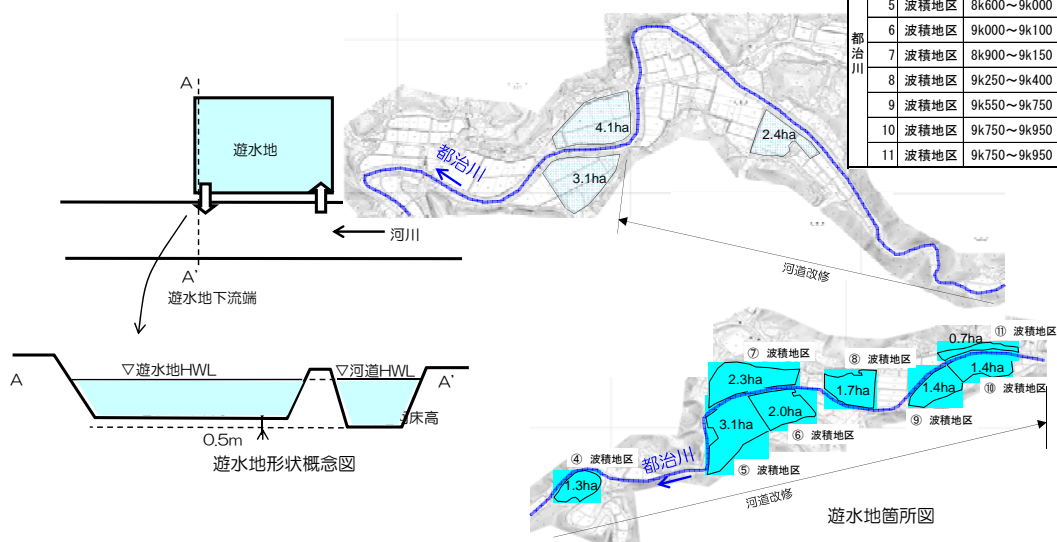 A
遊水地
河川
A'
遊水地下流端
A
▽遊水地HWL
▽河道HWL
A'
床高
0.5m
遊水地形状概念図
4.1ha
3.1ha
2.4ha
都治川
河道改修
都治川
5 波積地区 8k600～9k000
6 波積地区 9k000～9k100
7 波積地区 8k900～9k150
8 波積地区 9k250～9k400
9 波積地区 9k550～9k750
10 波積地区 9k750～9k950
11 波積地区 9k750～9k950
⑪ 波積地区
0.7ha
⑦ 波積地区
⑧ 波積地区
2.3ha
1.7ha
1.4ha
1.4ha
⑩ 波積地区
3.1ha
2.0ha
⑨ 波積地区
⑥ 波積地区
④ 波積地区
都治川
⑤ 波積地区
1.3ha
河道改修
遊水地箇所図